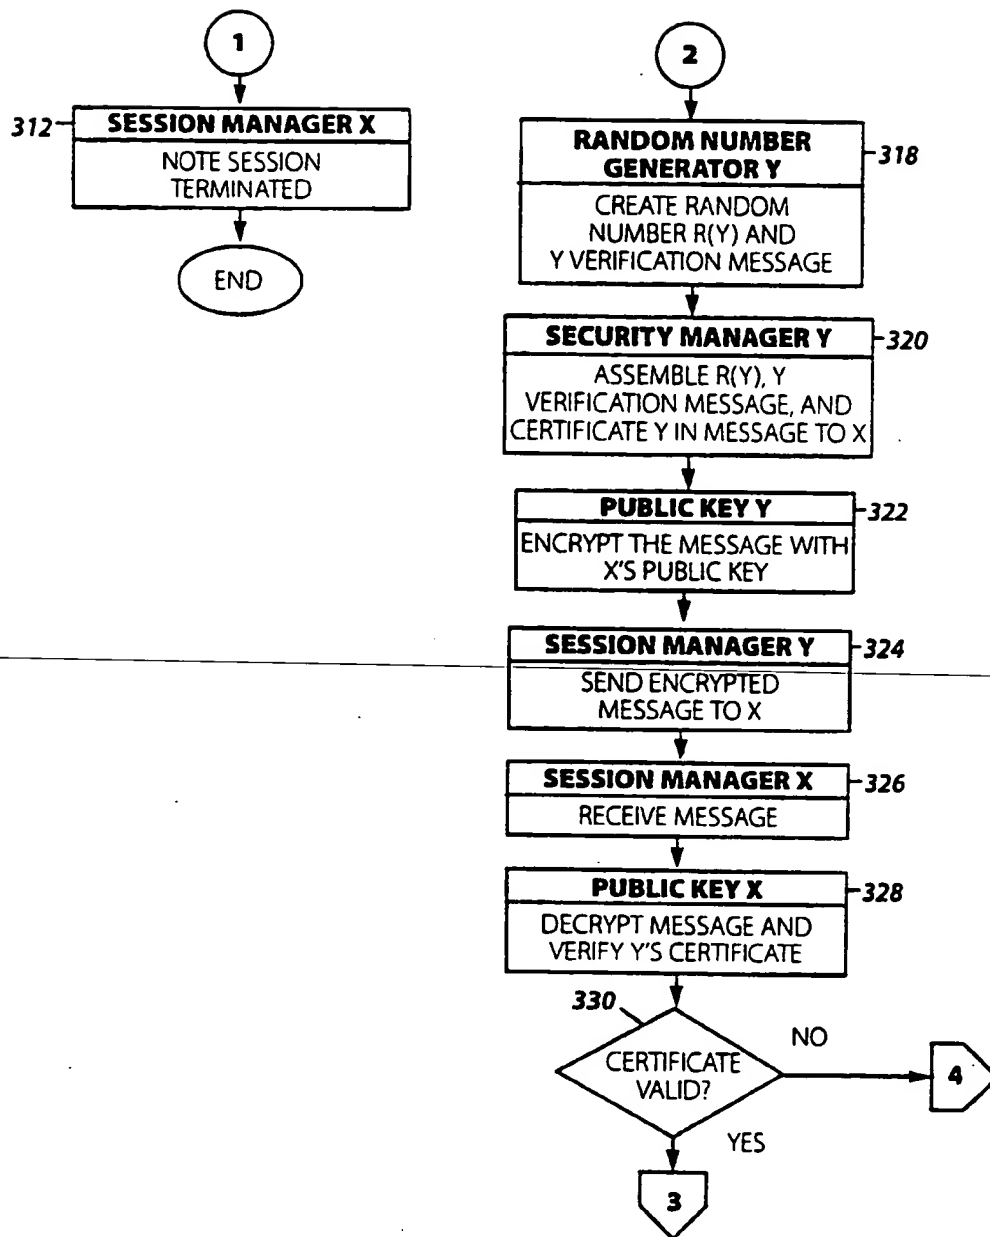 1
312
SESSION MANAGER X
NOTE SESSION
TERMINATED
END
2
RANDOM NUMBER
GENERATOR Y
318
CREATE RANDOM
NUMBER R(Y) AND
Y VERIFICATION MESSAGE
SECURITY MANAGER Y
320
ASSEMBLE R(Y), Y
VERIFICATION MESSAGE, AND
CERTIFICATE Y IN MESSAGE TO X
PUBLIC KEY Y
322
ENCRYPT THE MESSAGE WITH
X'S PUBLIC KEY
SESSION MANAGER Y
324
SEND ENCRYPTED
MESSAGE TO X
SESSION MANAGER X
326
RECEIVE MESSAGE
PUBLIC KEY X
328
DECRYPT MESSAGE AND
VERIFY Y'S CERTIFICATE
330
CERTIFICATE
VALID?
NO
4
YES
3